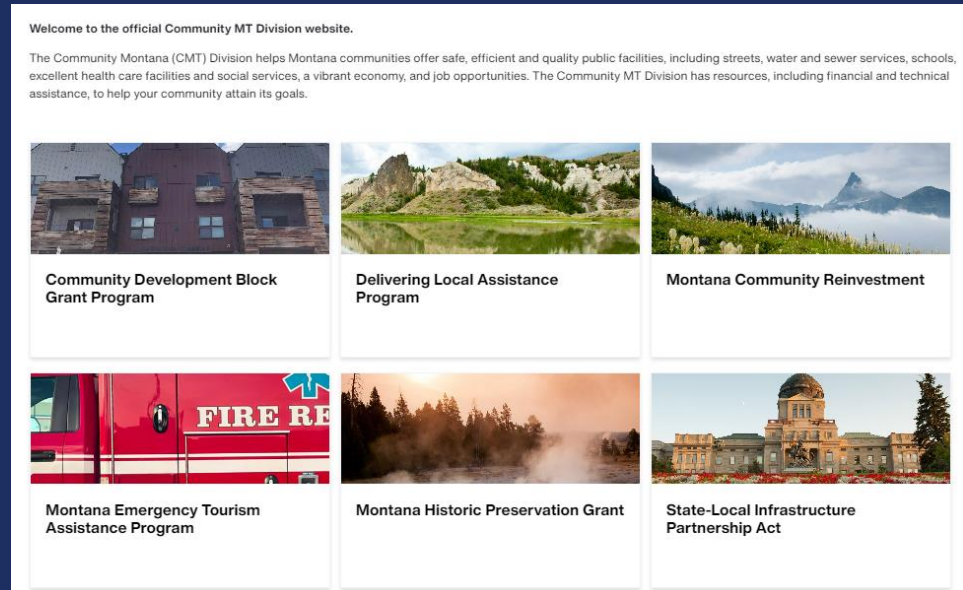 Welcome to the official Community MT Division website.
The Community Montana (CMT) Division helps Montana communities offer safe, efficient and quality public facilities, including streets, water and sewer services, schools,
excellent health care facilities and social services, a vibrant economy, and job opportunities. The Community MT Division has resources, including financial and technical
assistance, to help your community attain its goals.
Community Development Block
Grant Program
Delivering Local Assistance
Program
Montana Community Reinvestment
FIRE RE
Montana Emergency Tourism
Assistance Program
Montana Historic Preservation Grant
State-Local Infrastructure
Partnership Act